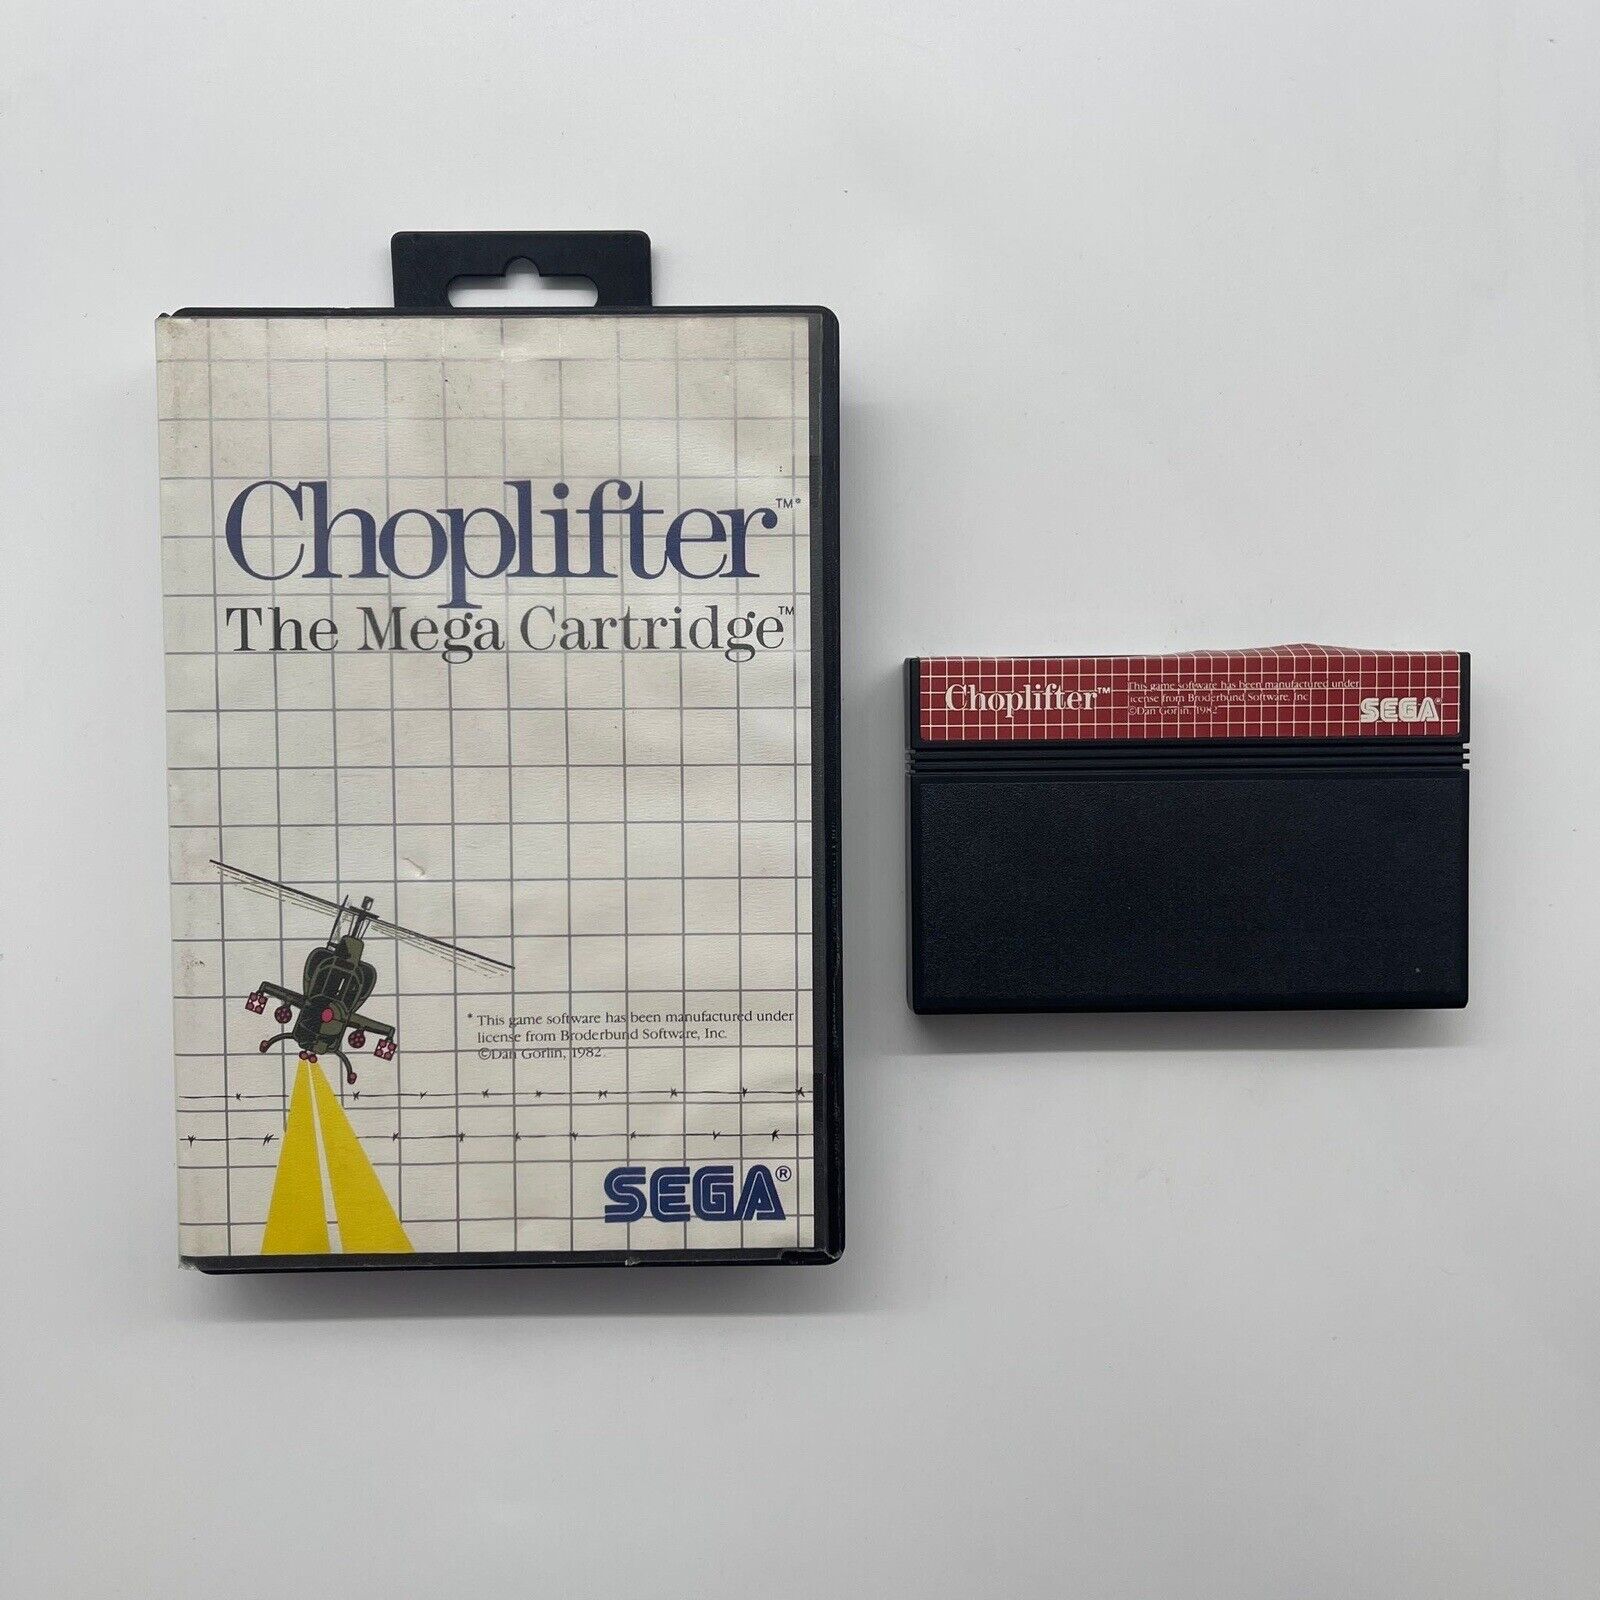 Choplifter™*
The Mega Cartridge™
* This game software has been manufactured under
license from Broderbund Software, Inc.
©Dan Gorlin, 1982.
SEGA®
Choplifter™
This game software has been manufactured under
license from Broderbund Software, Inc
©Dan Gorlin, 1982
SEGA®